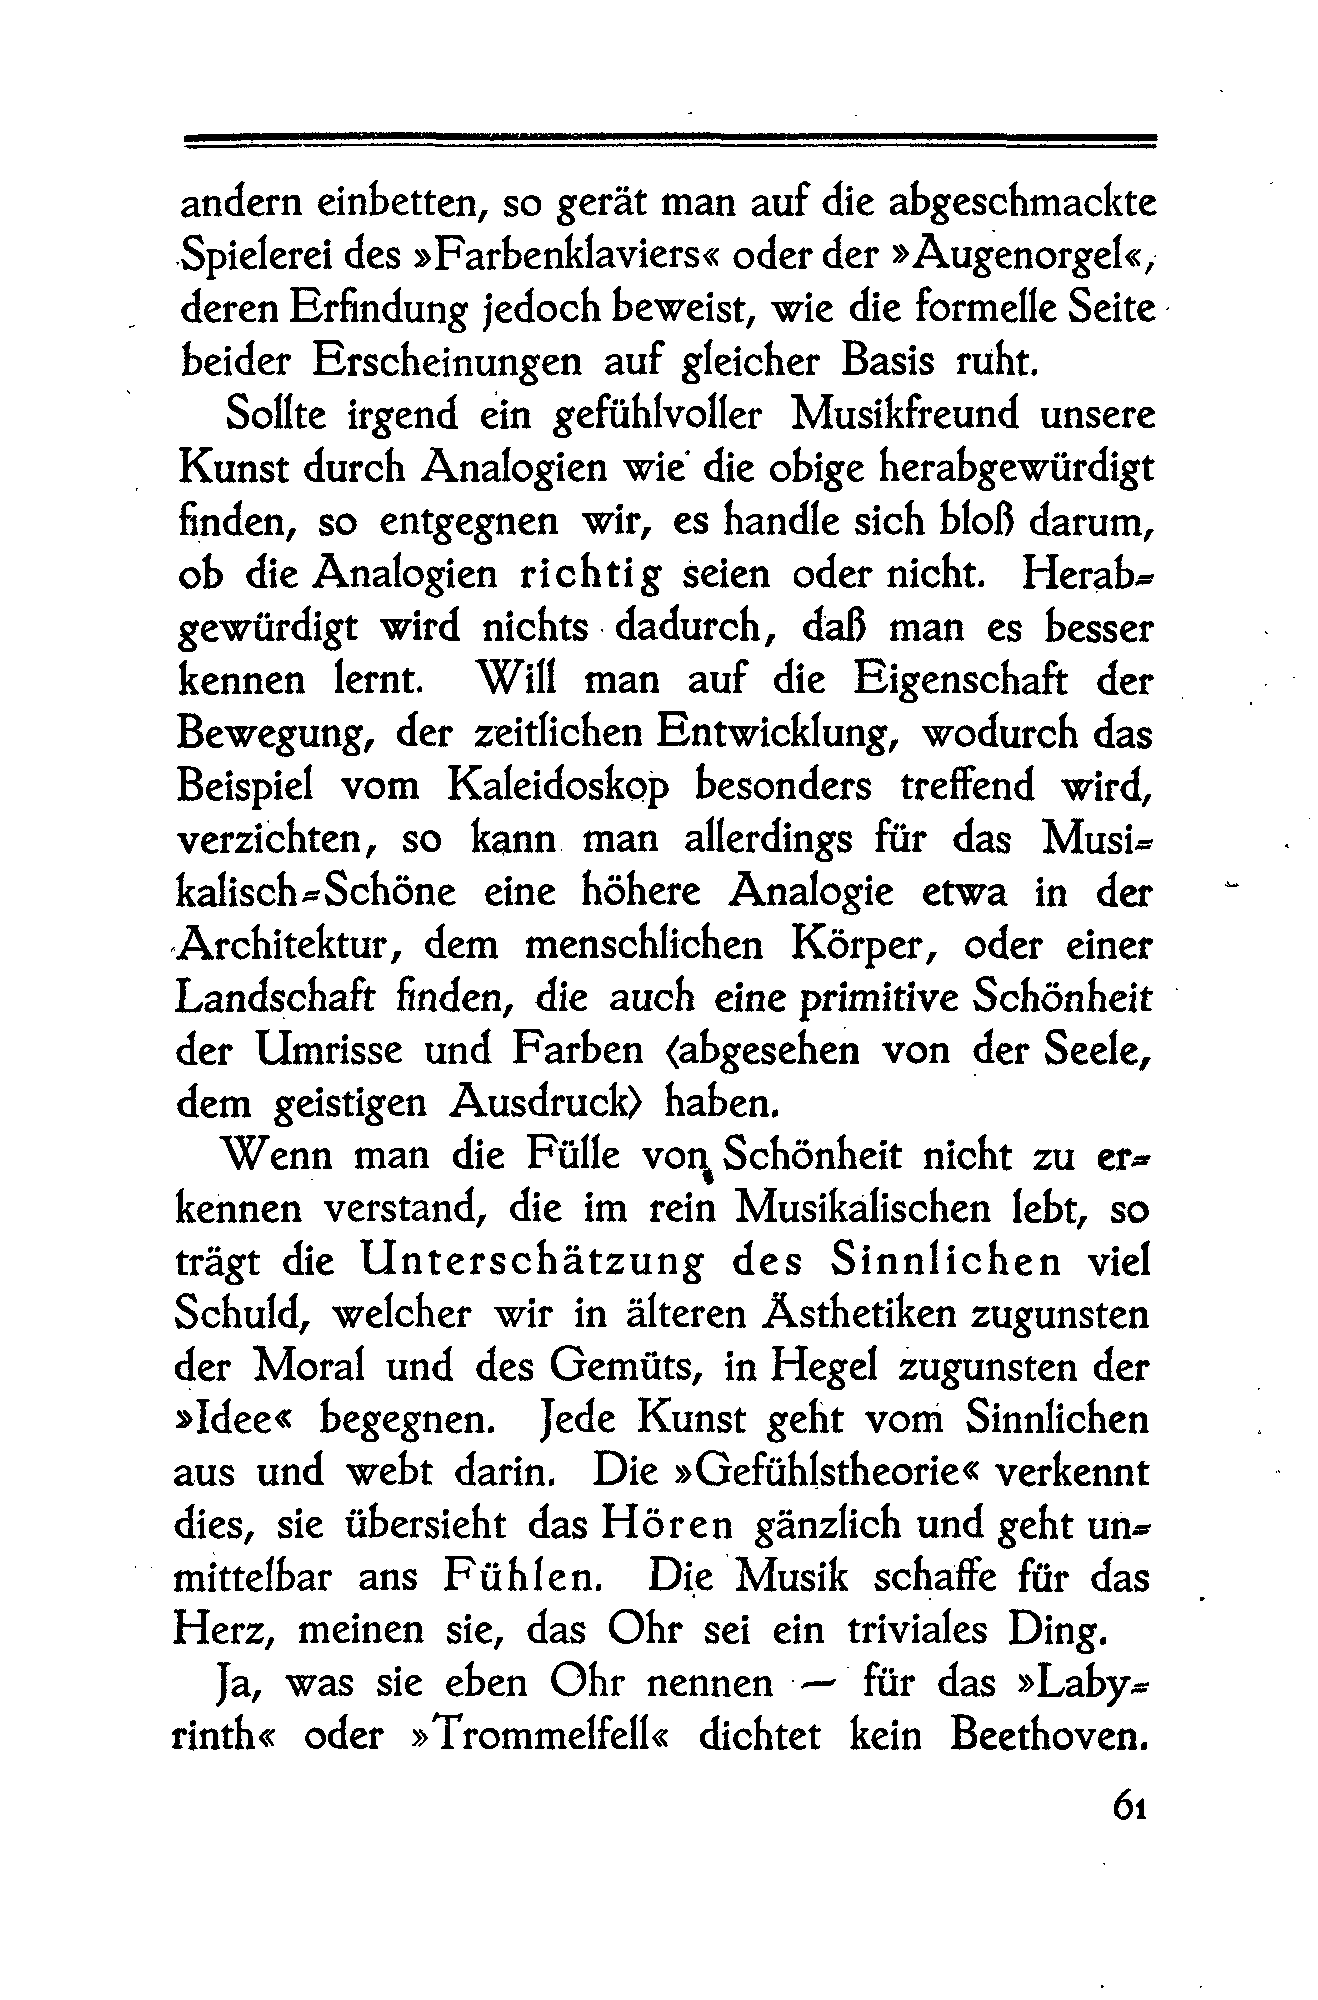 andern einbetten, so gerät man auf die abgeschmackte
Spielerei des »Farbenklaviers« oder der »Augenorgel«,
deren Erfindung jedoch beweist, wie die formelle Seite
beider Erscheinungen auf gleicher Basis ruht.
Sollte irgend ein gefühlvoller Musikfreund unsere
Kunst durch Analogien wie die obige herabgewürdigt
finden, so entgegnen wir, es handle sich bloß darum,
ob die Analogien richtig seien oder nicht. Herab-
gewürdigt wird nichts dadurch, daß man es besser
kennen lernt. Will man auf die Eigenschaft der
Bewegung, der zeitlichen Entwicklung, wodurch das
Beispiel vom Kaleidoskop besonders treffend wird,
verzichten, so kann man allerdings für das Musi-
kalisch-Schöne eine höhere Analogie etwa in der
Architektur, dem menschlichen Körper, oder einer
Landschaft finden, die auch eine primitive Schönheit
der Umrisse und Farben (abgesehen von der Seele,
dem geistigen Ausdruck) haben.
Wenn man die Fülle von Schönheit nicht zu er-
kennen verstand, die im rein Musikalischen lebt, so
trägt die Unterschätzung des Sinnlichen viel
Schuld, welcher wir in älteren Ästhetiken zugunsten
der Moral und des Gemüts, in Hegel zugunsten der
»Idee« begegnen. Jede Kunst geht vom Sinnlichen
aus und webt darin. Die »Gefühlstheorie« verkennt
dies, sie übersieht das Hören gänzlich und geht un-
mittelbar ans Fühlen. Die Musik schaffe für das
Herz, meinen sie, das Ohr sei ein triviales Ding.
Ja, was sie eben Ohr nennen — für das »Laby-
rinth« oder »Trommelfell« dichtet kein Beethoven.
61